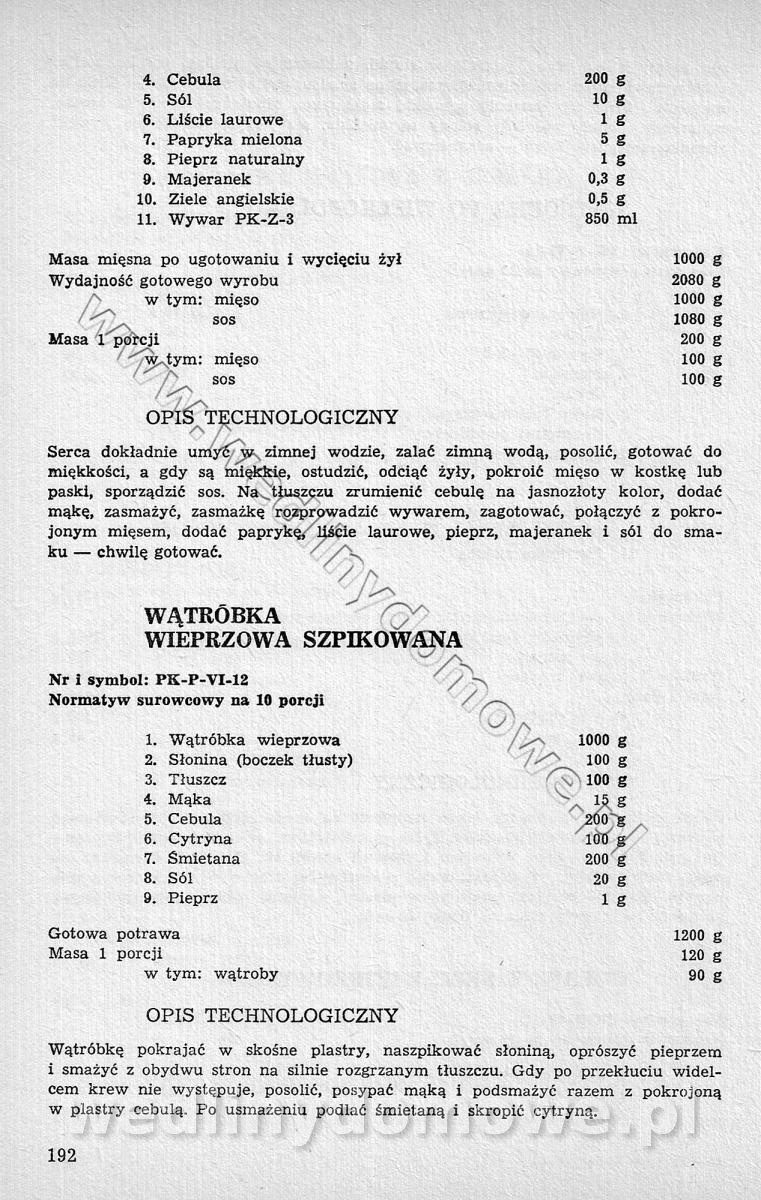 4. Cebula 200 g
5. Sól 10 g
6. Liście laurowe 1 g
7. Papryka mielona 5 g
8. Pieprz naturalny 1 g
9. Majeranek 0,3 g
10. Ziele angielskie 0,5 g
11. Wywar PK-Z-3 850 ml
Masa mięsna po ugotowaniu i wycięciu żył 1000 g
Wydajność gotowego wyrobu 2080 g
w tym: mięso 1000 g
sos 1080 g
Masa 1 porcji 200 g
w tym: mięso 100 g
sos 100 g
OPIS TECHNOLOGICZNY
Serca dokładnie umyć w zimnej wodzie, zalać zimną wodą, posolić, gotować do
miękkości, a gdy są miękkie, ostudzić, odciąć żyły, pokroić mięso w kostkę lub
paski, sporządzić sos. Na tłuszczu zrumienić cebulę na jasnozłoty kolor, dodać
mąkę, zasmażyć, zasmażkę rozprowadzić wywarem, zagotować, połączyć z pokro-
jonym mięsem, dodać paprykę, liście laurowe, pieprz, majeranek i sól do sma-
ku — chwilę gotować.
WĄTRÓBKA
WIEPRZOWA SZPIKOWANA
Nr i symbol: PK-P-VI-12
Normatyw surowcowy na 10 porcji
1. Wątróbka wieprzowa 1000 g
2. Słonina (boczek tłusty) 100 g
3. Tłuszcz 100 g
4. Mąka 15 g
5. Cebula 200 g
6. Cytryna 100 g
7. Śmietana 200 g
8. Sól 20 g
9. Pieprz 1 g
Gotowa potrawa 1200 g
Masa 1 porcji 120 g
w tym: wątroby 90 g
OPIS TECHNOLOGICZNY
Wątróbkę pokrajać w skośne plastry, naszpikować słoniną, oprószyć pieprzem
i smażyć z obydwu stron na silnie rozgrzanym tłuszczu. Gdy po przekłuciu widel-
cem krew nie występuje, posolić, posypać mąką i podsmażyć razem z pokrojoną
w plastry cebulą. Po usmażeniu podlać śmietaną i skropić cytryną.
192
www.wedlinydomowe.pl
wedlinydomowe.pl